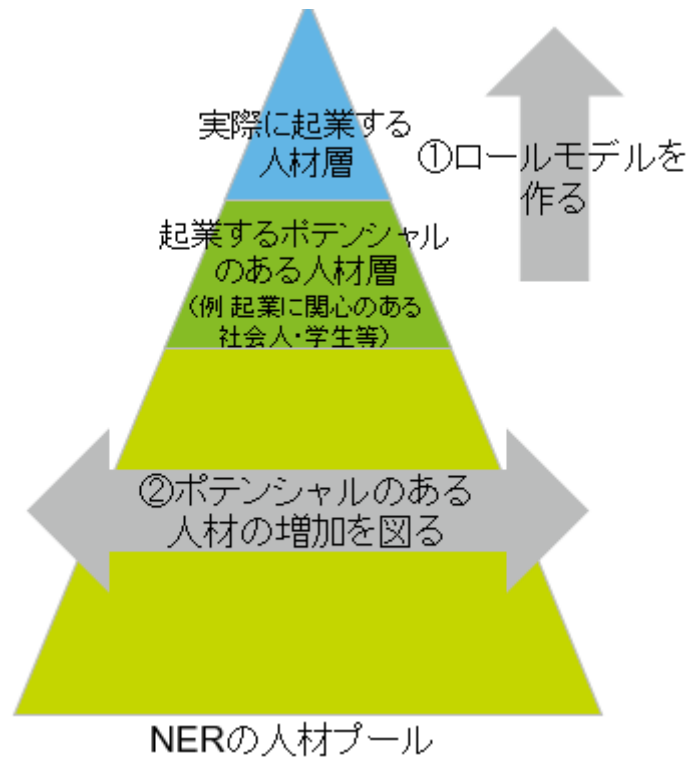 実際に起業する
人材層
①ロールモデルを
作る
起業するポテンシャル
のある人材層
(例 起業に関心のある
社会人・学生等)
②ポテンシャルのある
人材の増加を図る
NERの人材プール